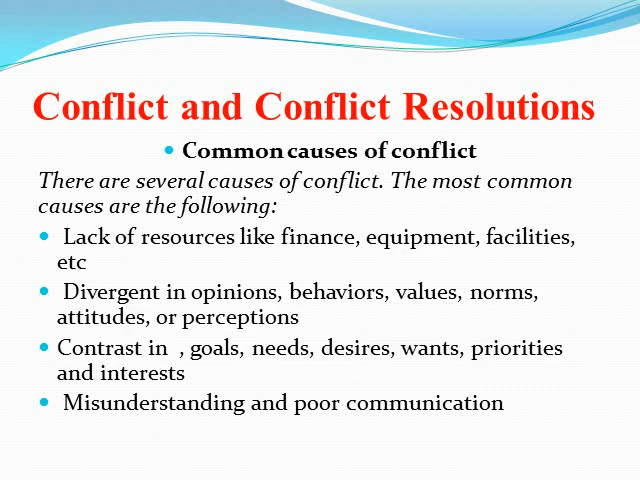 Conflict and Conflict Resolutions
• Common causes of conflict
There are several causes of conflict. The most common
causes are the following:
• Lack of resources like finance, equipment, facilities,
etc
• Divergent in opinions, behaviors, values, norms,
attitudes, or perceptions
• Contrast in , goals, needs, desires, wants, priorities
and interests
• Misunderstanding and poor communication